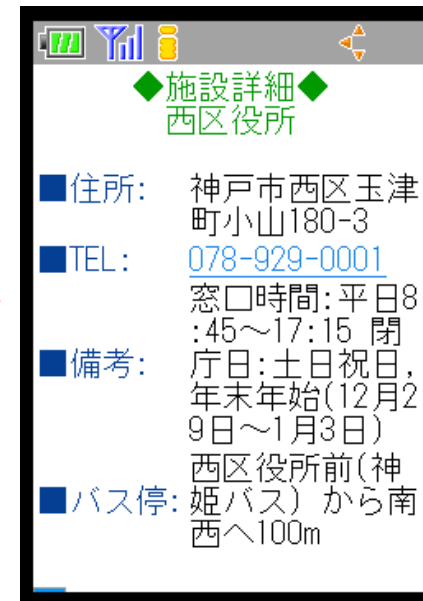 ◆施設詳細◆
西区役所
■住所: 神戸市西区玉津
町小山180-3
■TEL: 078-929-0001
窓口時間:平日8
:45～17:15 閉
■備考: 庁日:土日祝日,
年末年始(12月2
9日～1月3日)
西区役所前(神
■バス停: 姫バス) から南
西へ100m